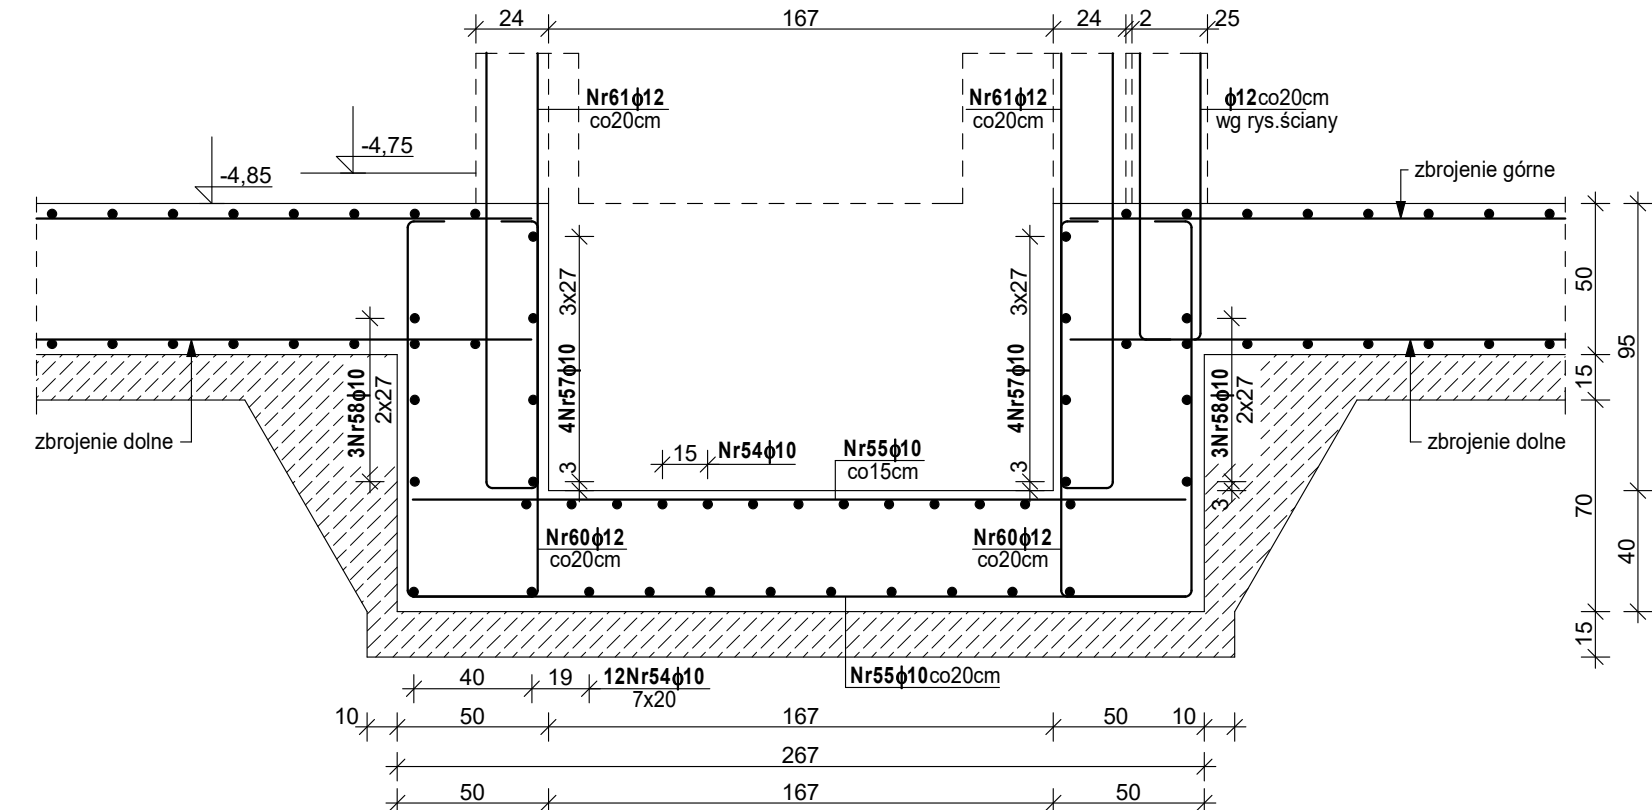 24 167 24 2 25
Nr61ϕ12
co20cm
Nr61ϕ12
co20cm
ϕ12co20cm
wg rys.ściany
-4,75
-4,85
zbrojenie górne
3x27
3x27
50
95
4Nr57ϕ10
4Nr57ϕ10
3Nr58ϕ10
2x27
3Nr58ϕ10
2x27
15
zbrojenie dolne
zbrojenie dolne
15
Nr54ϕ10
Nr55ϕ10
co15cm
3
3
3
70
Nr60ϕ12
co20cm
Nr60ϕ12
co20cm
40
15
40 19 12Nr54ϕ10
7x20
Nr55ϕ10co20cm
10 50 167 50 10
267
50 167 50